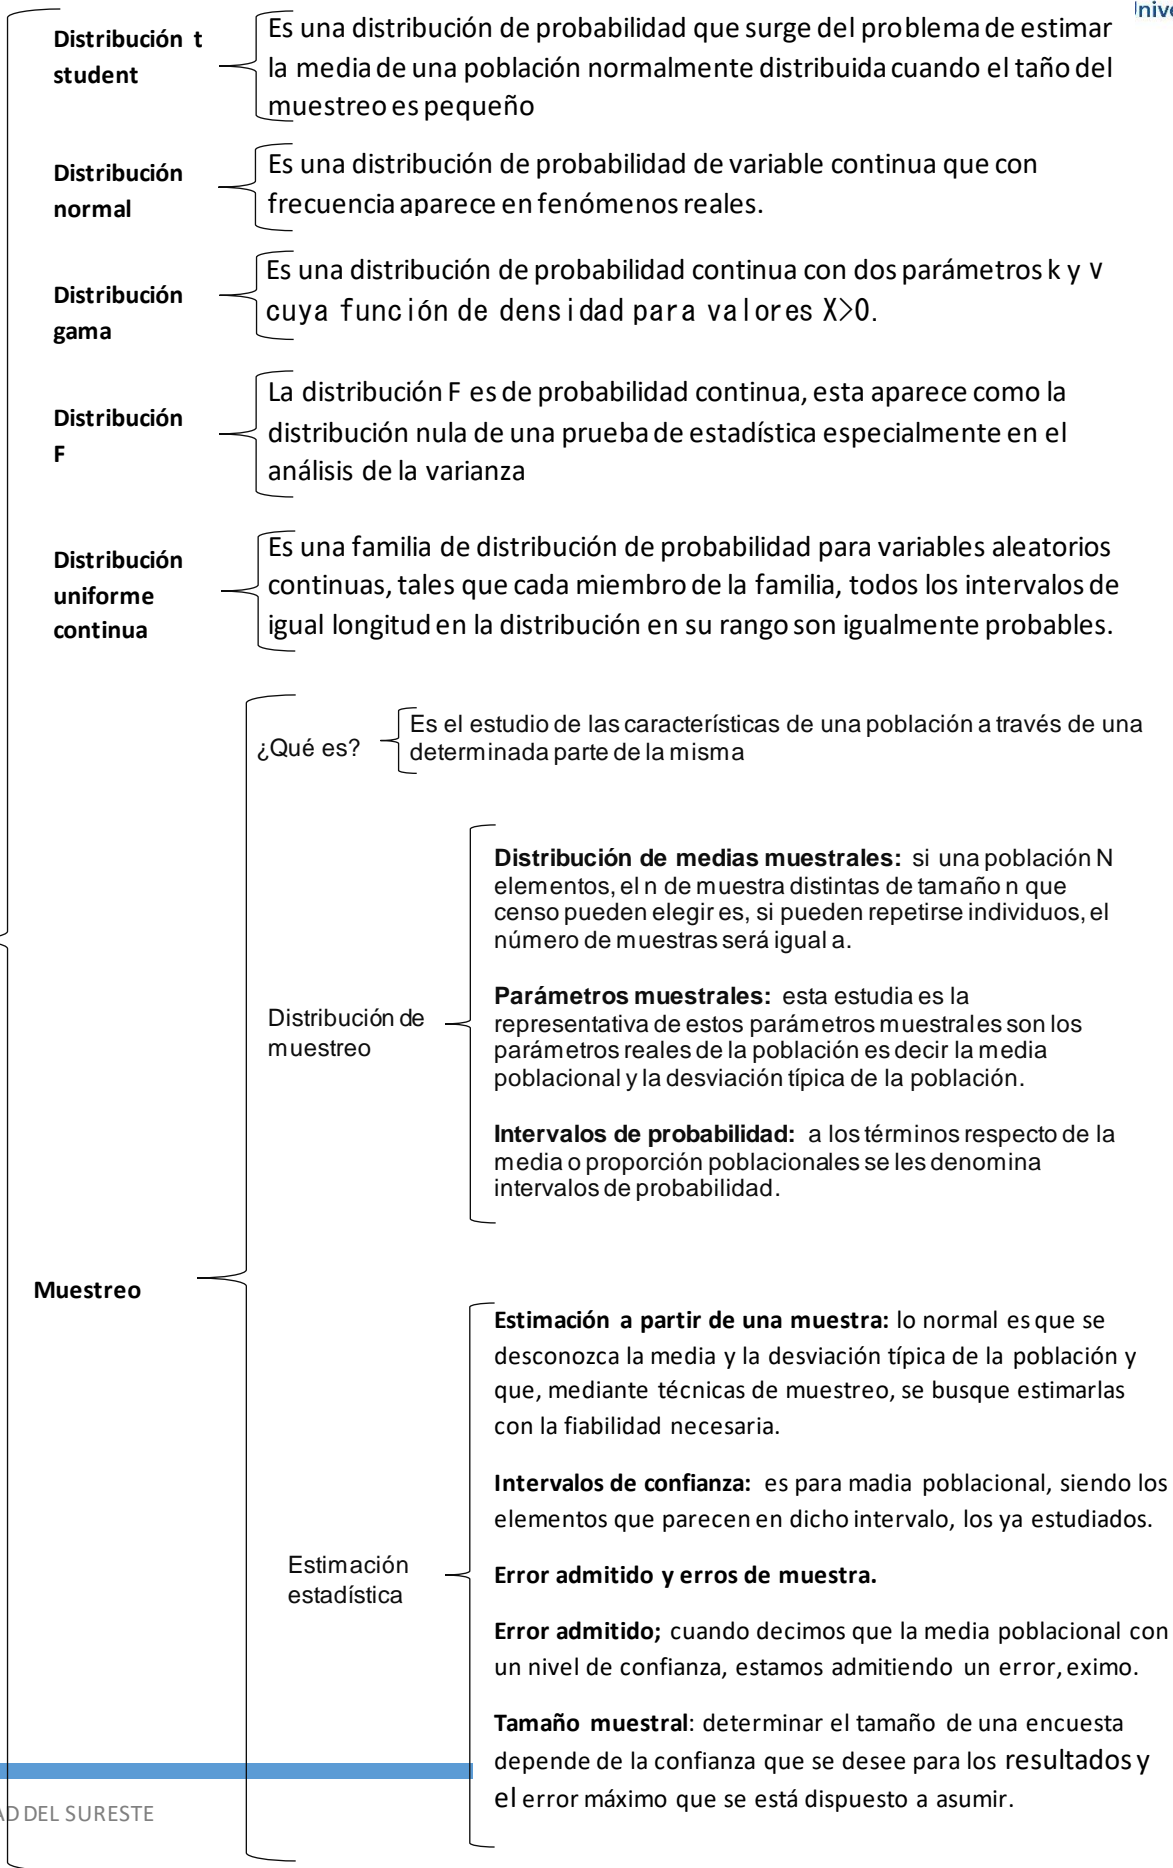 Distribución t
student
Es una distribución de probabilidad que surge del problema de estimar
la media de una población normalmente distribuida cuando el taño del
muestreo es pequeño
Distribución
normal
Es una distribución de probabilidad de variable continua que con
frecuencia aparece en fenómenos reales.
Distribución
gama
Es una distribución de probabilidad continua con dos parámetros k y v
cuya función de densidad para valores X>0.
Distribución
F
La distribución F es de probabilidad continua, esta aparece como la
distribución nula de una prueba de estadística especialmente en el
análisis de la varianza
Distribución
uniforme
continua
Es una familia de distribución de probabilidad para variables aleatorios
continuas, tales que cada miembro de la familia, todos los intervalos de
igual longitud en la distribución en su rango son igualmente probables.
Muestreo
¿Qué es?
Es el estudio de las características de una población a través de una
determinada parte de la misma
Distribución de
muestreo
Distribución de medias muestrales: si una población N
elementos, el n de muestra distintas de tamaño n que
censo pueden elegir es, si pueden repetirse individuos, el
número de muestras será igual a.
Parámetros muestrales: esta estudia es la
representativa de estos parámetros muestrales son los
parámetros reales de la población es decir la media
poblacional y la desviación típica de la población.
Intervalos de probabilidad: a los términos respecto de la
media o proporción poblacionales se les denomina
intervalos de probabilidad.
Estimación
estadística
Estimación a partir de una muestra: lo normal es que se
desconozca la media y la desviación típica de la población y
que, mediante técnicas de muestreo, se busque estimarlas
con la fiabilidad necesaria.
Intervalos de confianza: es para madia poblacional, siendo los
elementos que parecen en dicho intervalo, los ya estudiados.
Error admitido y erros de muestra.
Error admitido; cuando decimos que la media poblacional con
un nivel de confianza, estamos admitiendo un error, eximo.
Tamaño muestral: determinar el tamaño de una encuesta
depende de la confianza que se desee para los resultados y
el error máximo que se está dispuesto a asumir.
AD DEL SURESTE